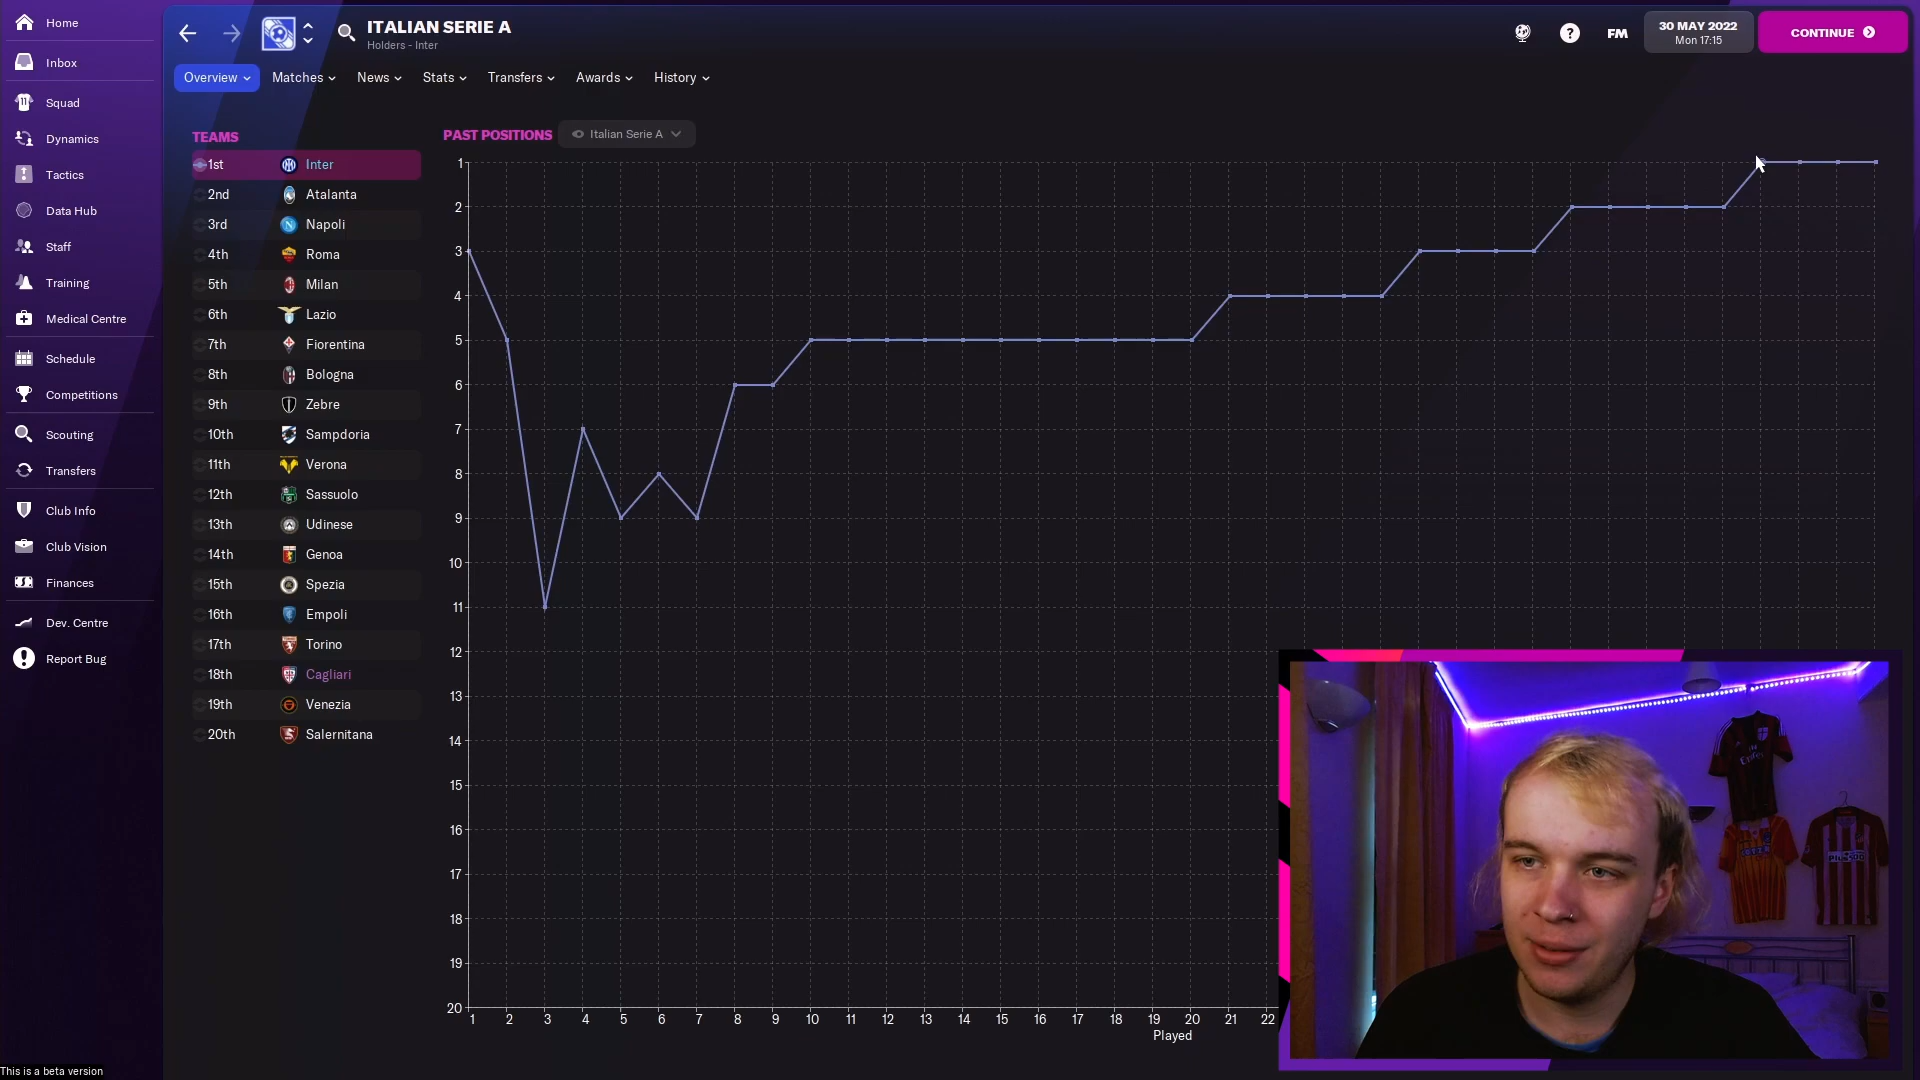 Home
Inbox
Squad
Dynamics
Tactics
Data Hub
Staff
Training
Medical Centre
Schedule
Competitions
Scouting
Transfers
Club Info
Club Vision
Finances
Dev. Centre
Report Bug
This is a beta version
ITALIAN SERIE A
Holders - Inter
FM
30 MAY 2022
Mon 17:15
CONTINUE
Overview
Matches
News
Stats
Transfers
Awards
History
TEAMS
1st Inter
2nd Atalanta
3rd Napoli
4th Roma
5th Milan
6th Lazio
7th Fiorentina
8th Bologna
9th Zebre
10th Sampdoria
11th Verona
12th Sassuolo
13th Udinese
14th Genoa
15th Spezia
16th Empoli
17th Torino
18th Cagliari
19th Venezia
20th Salernitana
PAST POSITIONS Italian Serie A
1
2
3
4
5
6
7
8
9
10
11
12
13
14
15
16
17
18
19
20
1 2 3 4 5 6 7 8 9 10 11 12 13 14 15 16 17 18 19 20 21 22
Played